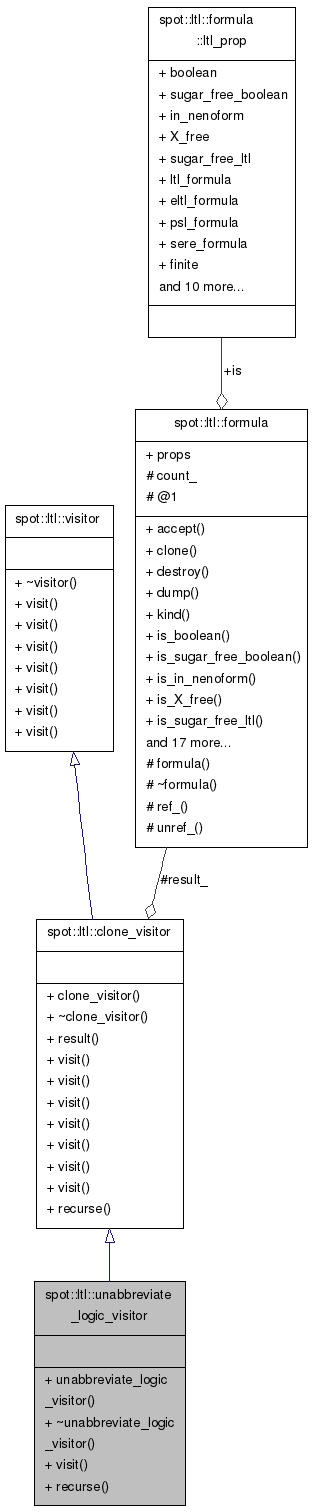 spot::ltl::formula
::ltl_prop
+ boolean
+ sugar_free_boolean
+ in_nenoform
+ X_free
+ sugar_free_ltl
+ ltl_formula
+ eltl_formula
+ psl_formula
+ sere_formula
+ finite
and 10 more...
+is
spot::ltl::formula
+ props
# count_
# @1
+ accept()
+ clone()
+ destroy()
+ dump()
+ kind()
+ is_boolean()
+ is_sugar_free_boolean()
+ is_in_nenoform()
+ is_X_free()
+ is_sugar_free_ltl()
and 17 more...
# formula()
# ~formula()
# ref_()
# unref_()
spot::ltl::visitor
+ ~visitor()
+ visit()
+ visit()
+ visit()
+ visit()
+ visit()
+ visit()
+ visit()
#result_
spot::ltl::clone_visitor
+ clone_visitor()
+ ~clone_visitor()
+ result()
+ visit()
+ visit()
+ visit()
+ visit()
+ visit()
+ visit()
+ visit()
+ recurse()
spot::ltl::unabbreviate
_logic_visitor
+ unabbreviate_logic
_visitor()
+ ~unabbreviate_logic
_visitor()
+ visit()
+ recurse()